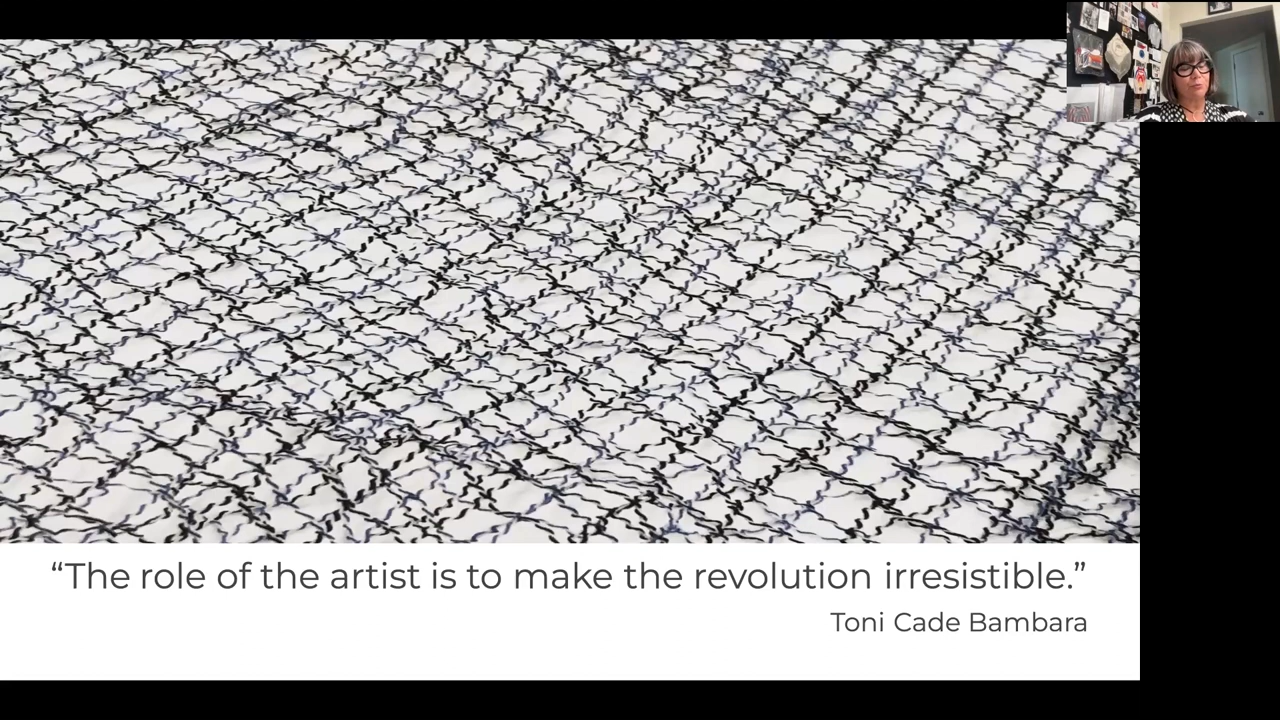 “The role of the artist is to make the revolution irresistible.”
Toni Cade Bambara